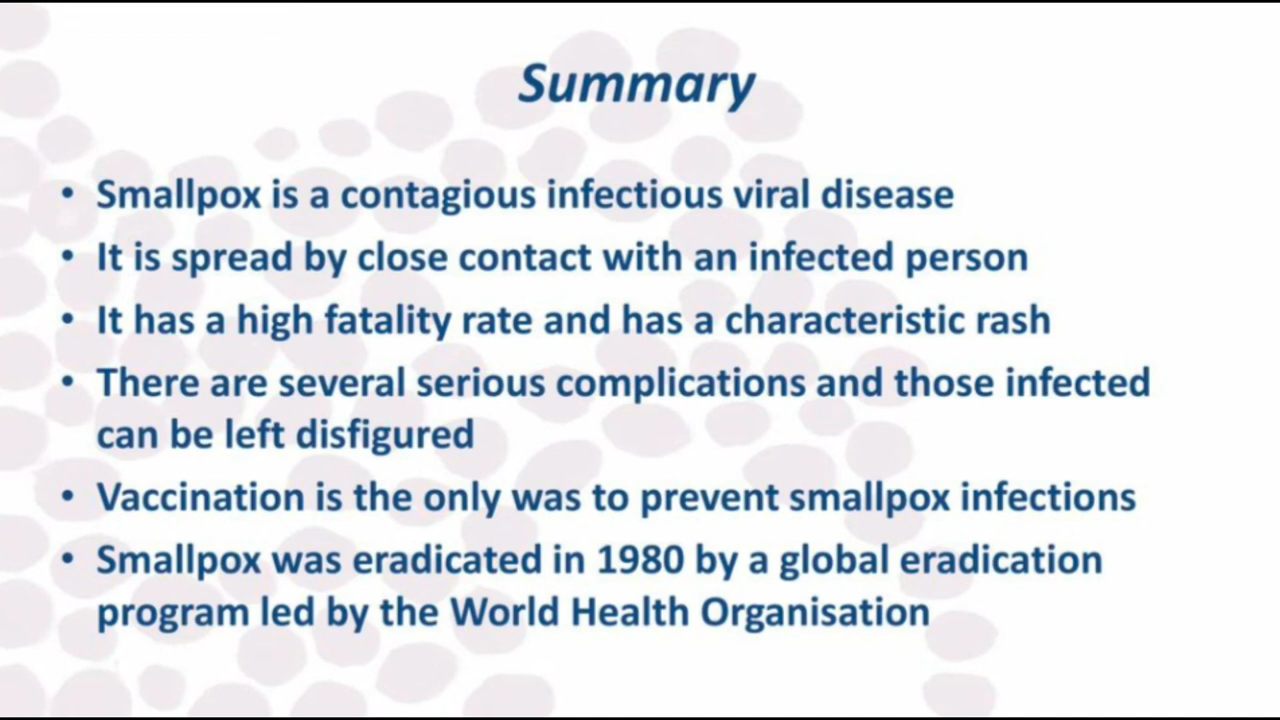 Summary
• Smallpox is a contagious infectious viral disease
• It is spread by close contact with an infected person
• It has a high fatality rate and has a characteristic rash
• There are several serious complications and those infected
can be left disfigured
• Vaccination is the only was to prevent smallpox infections
• Smallpox was eradicated in 1980 by a global eradication
program led by the World Health Organisation